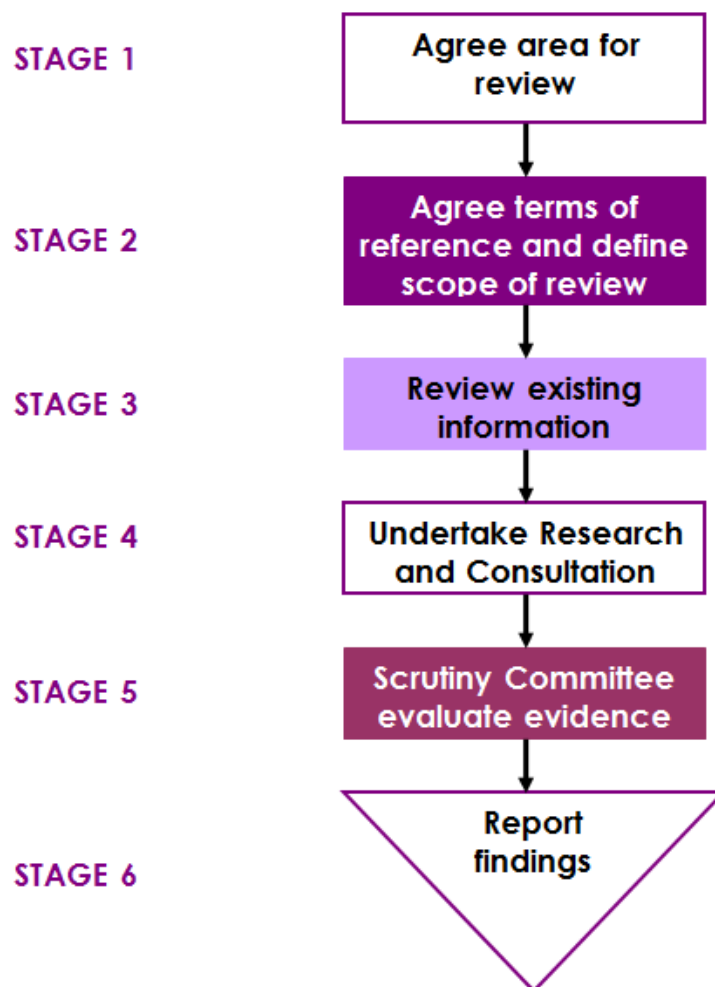 STAGE 1
Agree area for
review
STAGE 2
Agree terms of
reference and define
scope of review
STAGE 3
Review existing
information
STAGE 4
Undertake Research
and Consultation
STAGE 5
Scrutiny Committee
evaluate evidence
STAGE 6
Report
findings